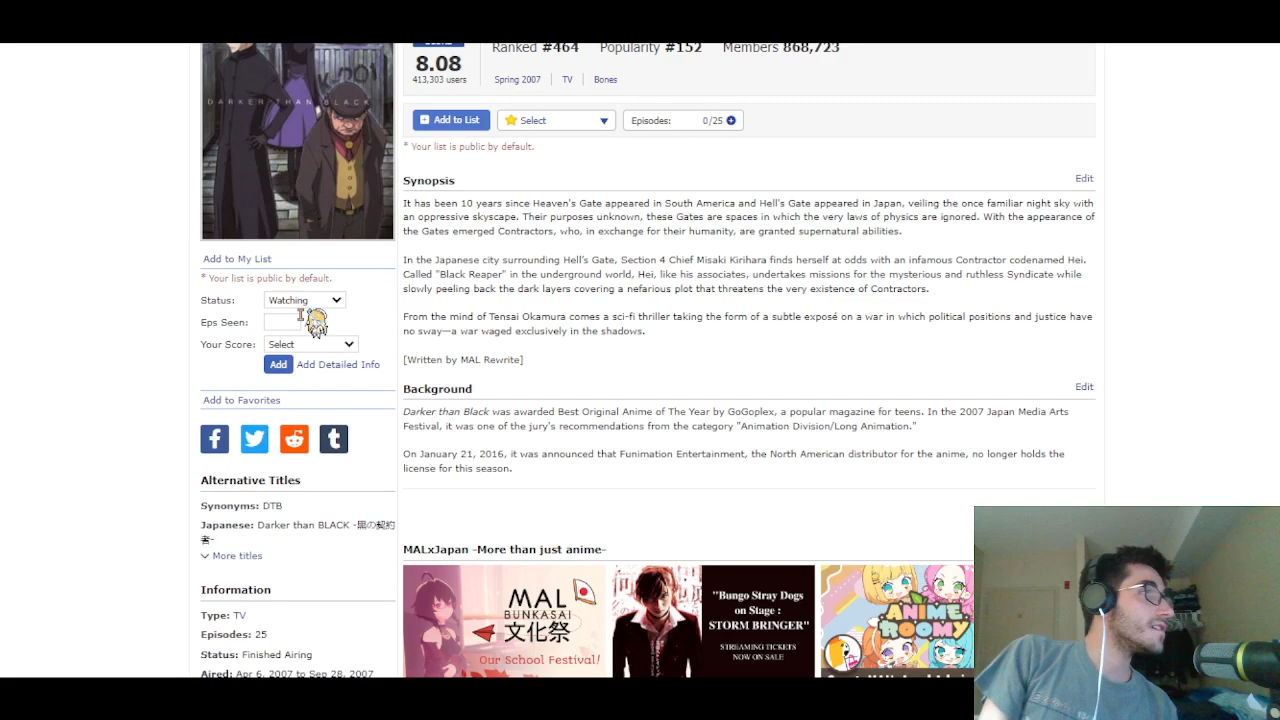 Ranked #464 Popularity #152 Members 868,723
8.08
413,303 users
Spring 2007 TV Bones
DARKER THAN BLACK
Add to List Select Episodes: 0/25
* Your list is public by default.
Synopsis Edit
It has been 10 years since Heaven's Gate appeared in South America and Hell's Gate appeared in Japan, veiling the once familiar night sky with
an oppressive skyscape. Their purposes unknown, these Gates are spaces in which the very laws of physics are ignored. With the appearance
of the Gates emerged Contractors, who, in exchange for their humanity, are granted supernatural abilities.
In the Japanese city surrounding Hell's Gate, Section 4 Chief Misaki Kirihara finds herself at odds with an infamous Contractor codenamed Hei.
Called "Black Reaper" in the underground world, Hei, like his associates, undertakes missions for the mysterious and ruthless Syndicate while
slowly peeling back the dark layers covering a nefarious plot that threatens the very existence of Contractors.
From the mind of Tensai Okamura comes a sci-fi thriller taking the form of a subtle exposé on a war in which political positions and justice have
no sway—a war waged exclusively in the shadows.
[Written by MAL Rewrite]
Background Edit
Darker than Black was awarded Best Original Anime of The Year by GoGoplex, a popular magazine for teens. In the 2007 Japan Media Arts
Festival, it was one of the jury's recommendations from the category "Animation Division/Long Animation."
On January 21, 2016, it was announced that Funimation Entertainment, the North American distributor for the anime, no longer holds the
license for this season.
Add to My List
* Your list is public by default.
Status: Watching
Eps Seen:
Your Score: Select
Add Add Detailed Info
Add to Favorites
Alternative Titles
Synonyms: DTB
Japanese: Darker than BLACK -黒の契約
者-
More titles
Information
Type: TV
Episodes: 25
Status: Finished Airing
Aired: Apr 6, 2007 to Sep 28, 2007
MALxJapan -More than just anime-
MAL
BUNKASAI
文化祭
Our School Festival!
"Bungo Stray Dogs
on Stage :
STORM BRINGER"
STREAMING TICKETS
NOW ON SALE
ANIME
ROOMY